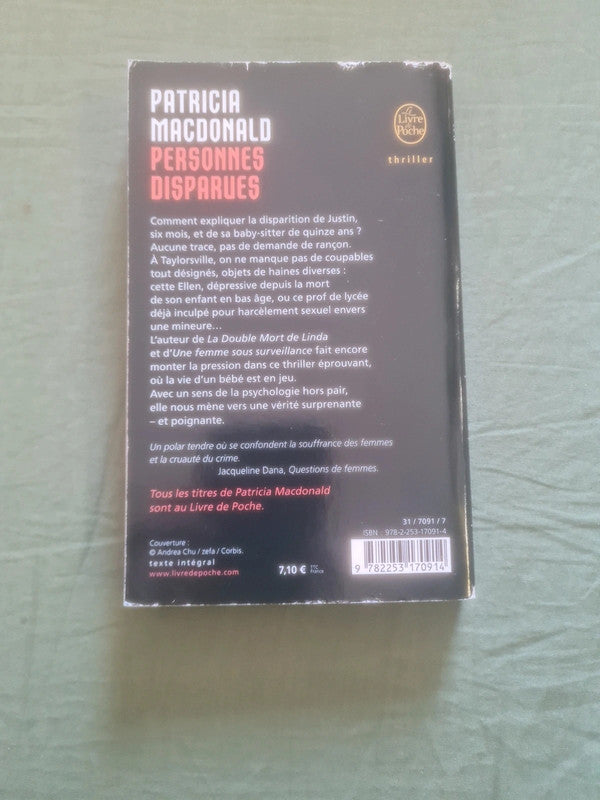 PATRICIA
MACDONALD
PERSONNES
DISPARUES
Le
Livre
de
Poche
thriller
Comment expliquer la disparition de Justin,
six mois, et de sa baby-sitter de quinze ans ?
Aucune trace, pas de demande de rançon.
À Taylorsville, on ne manque pas de coupables
tout désignés, objets de haines diverses :
cette Ellen, dépressive depuis la mort
de son enfant en bas âge, ou ce prof de lycée
déjà inculpé pour harcèlement sexuel envers
une mineure...
L'auteur de La Double Mort de Linda
et d'Une femme sous surveillance fait encore
monter la pression dans ce thriller éprouvant,
où la vie d'un bébé est en jeu.
Avec un sens de la psychologie hors pair,
elle nous mène vers une vérité surprenante
– et poignante.
Un polar tendre où se confondent la souffrance des femmes
et la cruauté du crime.
Jacqueline Dana, Questions de femmes.
Tous les titres de Patricia Macdonald
sont au Livre de Poche.
Couverture :
© Andrea Chu / zefa / Corbis.
texte intégral
www.livredepoche.com
7,10 € TTC France
31 / 7091 / 7
ISBN 978-2-253-17091-4
9 782253 170914